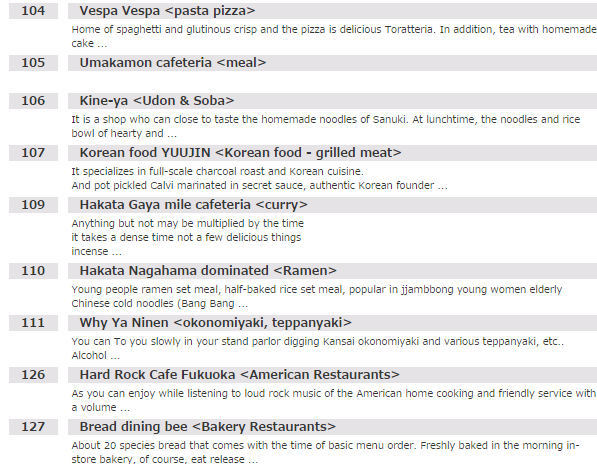 104 Vespa Vespa <pasta pizza>
Home of spaghetti and glutinous crisp and the pizza is delicious Toratteria. In addition, tea with homemade
cake ...
105 Umakamon cafeteria <meal>
106 Kine-ya <Udon & Soba>
It is a shop who can close to taste the homemade noodles of Sanuki. At lunchtime, the noodles and rice
bowl of hearty and ...
107 Korean food YUUJIN <Korean food - grilled meat>
It specializes in full-scale charcoal roast and Korean cuisine.
And pot pickled Calvi marinated in secret sauce, authentic Korean founder ...
109 Hakata Gaya mile cafeteria <curry>
Anything but not may be multiplied by the time
it takes a dense time not a few delicious things
incense ...
110 Hakata Nagahama dominated <Ramen>
Young people ramen set meal, half-baked rice set meal, popular in jjambbong young women elderly
Chinese cold noodles (Bang Bang ...
111 Why Ya Ninen <okonomiyaki, teppanyaki>
You can To you slowly in your stand parlor digging Kansai okonomiyaki and various teppanyaki, etc..
Alcohol ...
126 Hard Rock Cafe Fukuoka <American Restaurants>
As you can enjoy while listening to loud rock music of the American home cooking and friendly service with
a volume ...
127 Bread dining bee <Bakery Restaurants>
About 20 species bread that comes with the time of basic menu order. Freshly baked in the morning in-
store bakery, of course, eat release ...